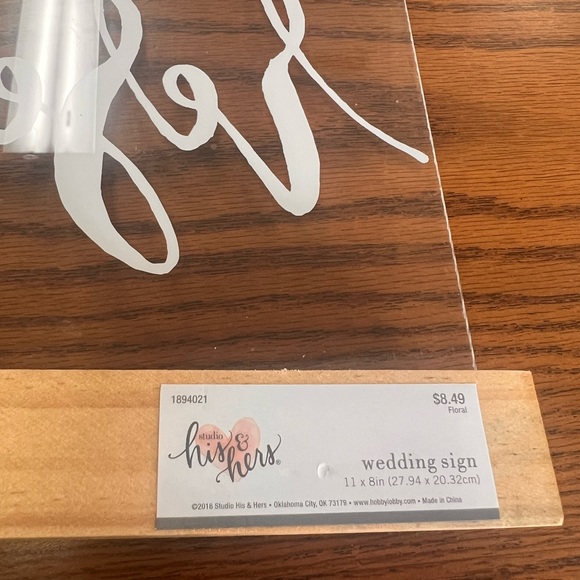 1894021
$8.49
Floral
studio
his &
hers®
wedding sign
11 x 8in (27.94 x 20.32cm)
©2018 Studio His & Hers • Oklahoma City, OK 73179 • www.hobbylobby.com • Made in China